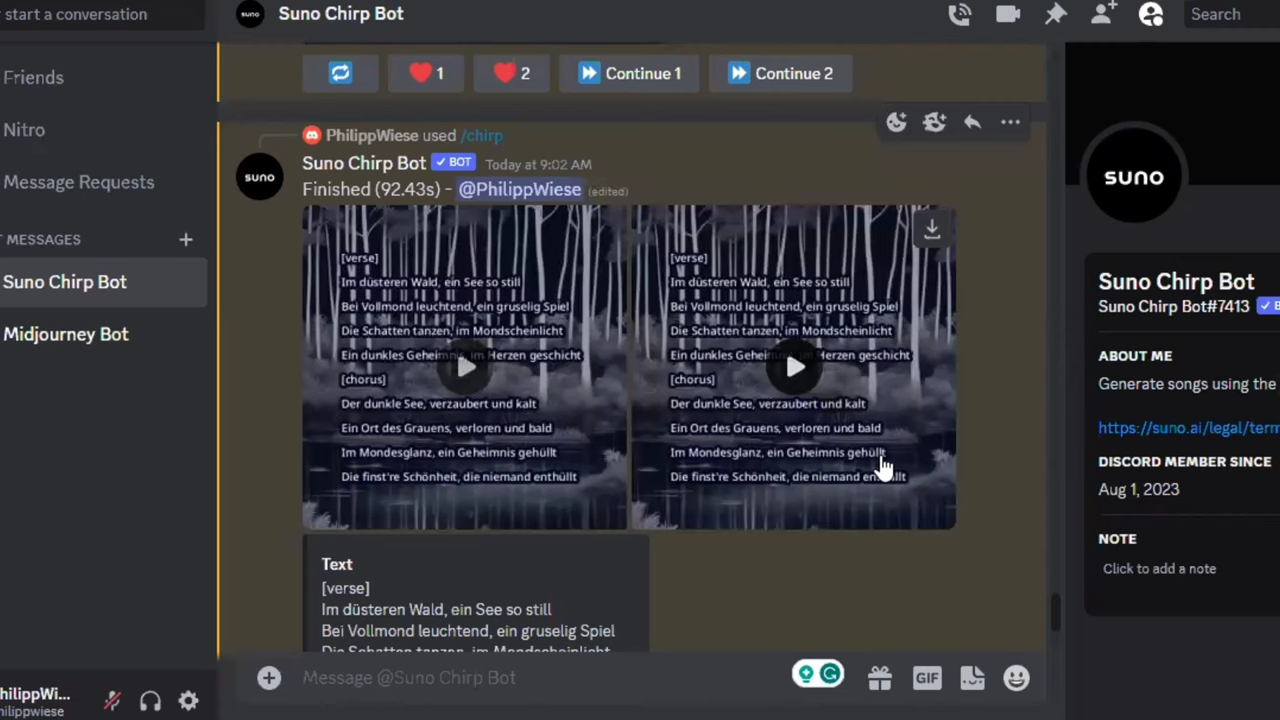 start a conversation
Friends
Nitro
Message Requests
MESSAGES
Suno Chirp Bot
Midjourney Bot
PhilippWi...
philippwiese
suno
Suno Chirp Bot
Search
1
2
Continue 1
Continue 2
PhilippWiese used /chirp
suno
Suno Chirp Bot BOT Today at 9:02 AM
Finished (92.43s) - @PhilippWiese (edited)
[verse]
Im düsteren Wald, ein See so still
Bei Vollmond leuchtend, ein gruselig Spiel
Die Schatten tanzen, im Mondscheinlicht
Ein dunkles Geheimnis, im Herzen geschicht
[chorus]
Der dunkle See, verzaubert und kalt
Ein Ort des Grauens, verloren und bald
Im Mondesglanz, ein Geheimnis gehüllt
Die finst're Schönheit, die niemand enthüllt
[verse]
Im düsteren Wald, ein See so still
Bei Vollmond leuchtend, ein gruselig Spiel
Die Schatten tanzen, im Mondscheinlicht
Ein dunkles Geheimnis, im Herzen geschicht
[chorus]
Der dunkle See, verzaubert und kalt
Ein Ort des Grauens, verloren und bald
Im Mondesglanz, ein Geheimnis gehüllt
Die finst're Schönheit, die niemand enthüllt
Text
[verse]
Im düsteren Wald, ein See so still
Bei Vollmond leuchtend, ein gruselig Spiel
Die Schatten tanzen, im Mondscheinlicht
Message @Suno Chirp Bot
GIF
SUNO
Suno Chirp Bot
Suno Chirp Bot#7413
ABOUT ME
Generate songs using the
https://suno.ai/legal/term
DISCORD MEMBER SINCE
Aug 1, 2023
NOTE
Click to add a note